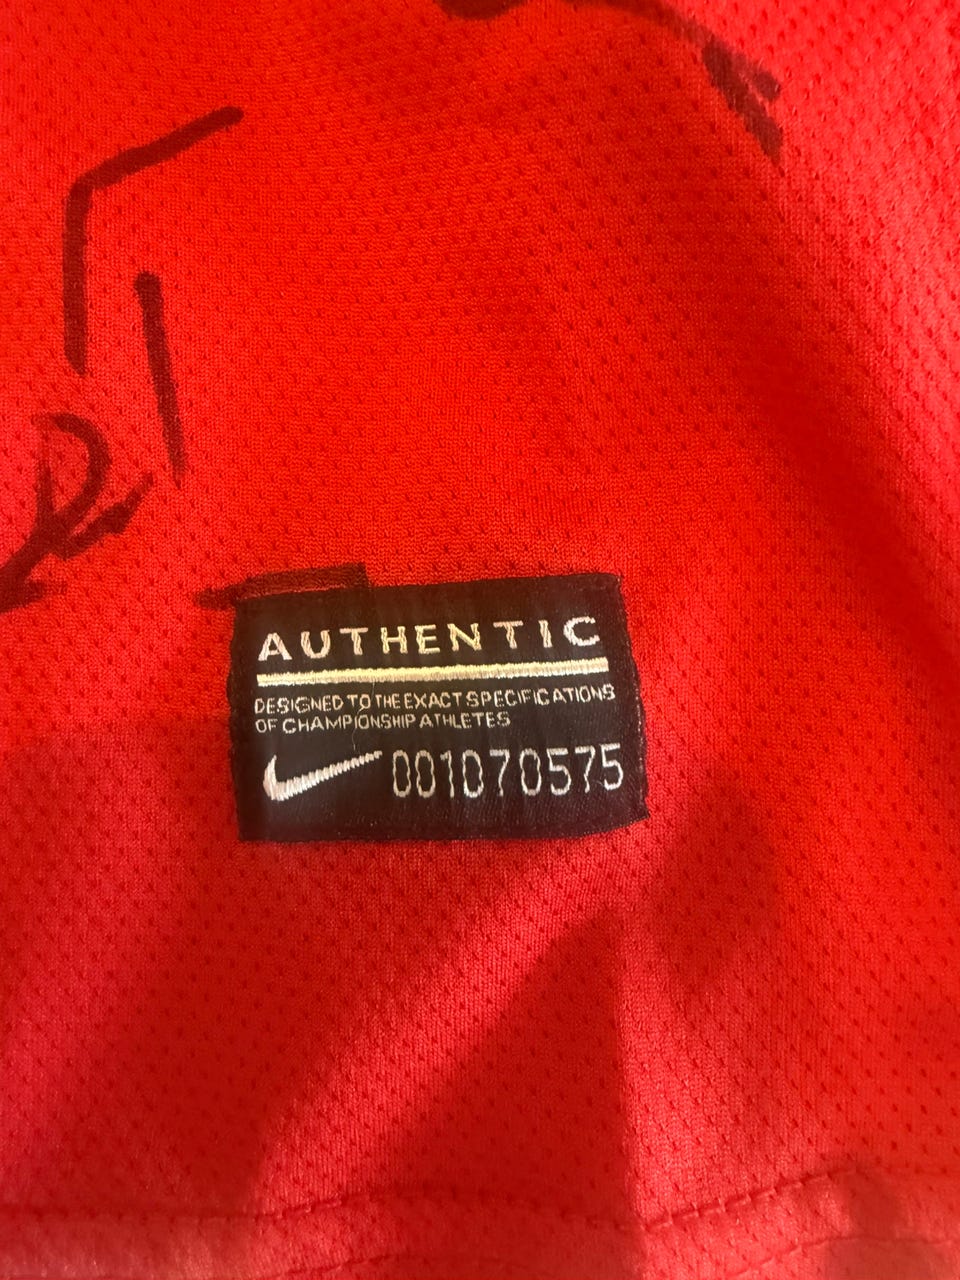 AUTHENTIC
DESIGNED TO THE EXACT SPECIFICATIONS
OF CHAMPIONSHIP ATHLETES
001070575